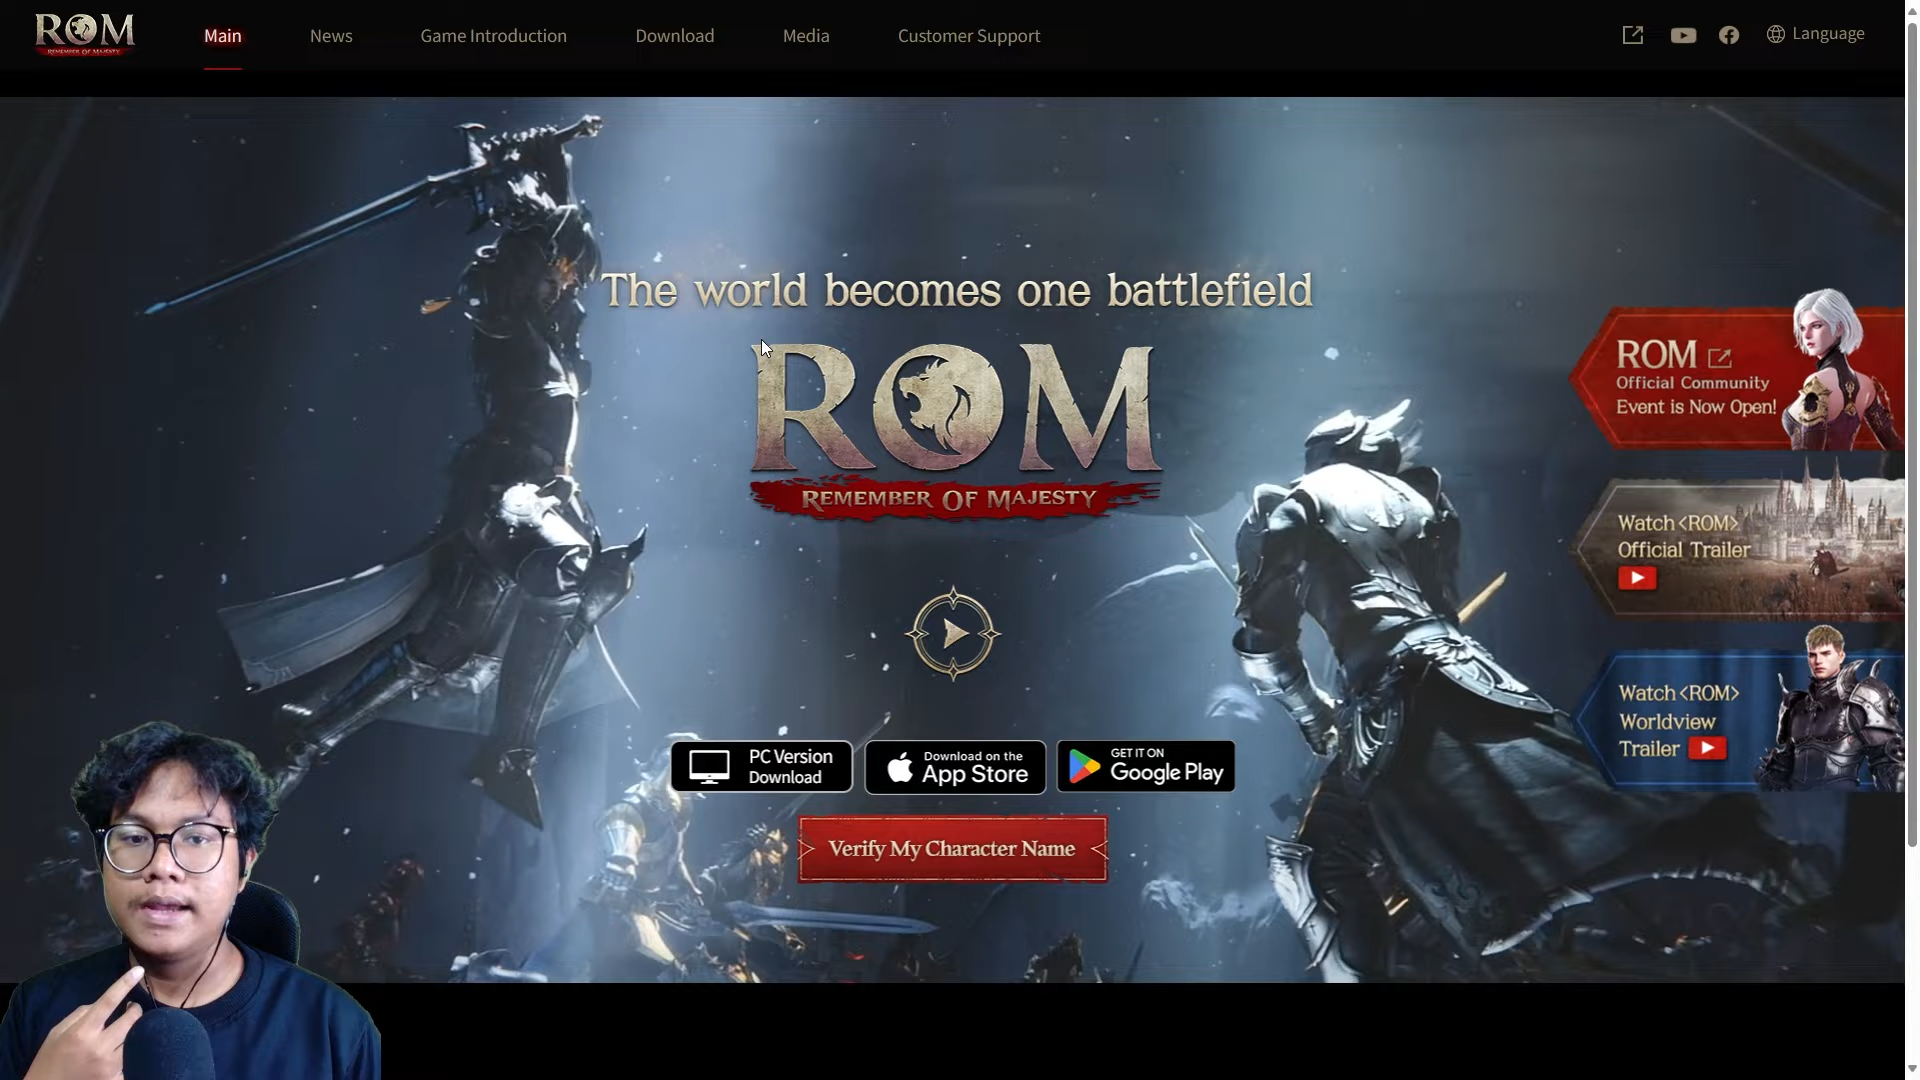 ROM
REMEMBER OF MAJESTY
Main
News
Game Introduction
Download
Media
Customer Support
Language
The world becomes one battlefield
ROM
REMEMBER OF MAJESTY
ROM
Official Community
Event is Now Open!
Watch <ROM>
Official Trailer
Watch <ROM>
Worldview
Trailer
PC Version
Download
Download on the
App Store
GET IT ON
Google Play
Verify My Character Name